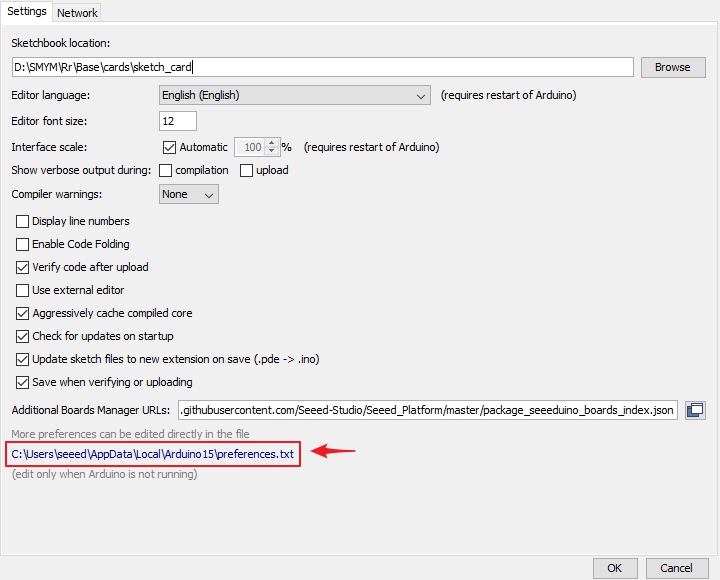 Settings Network
Sketchbook location:
D:\SMYM\Rr\Base\cards\sketch_card
Browse
Editor language: English (English) (requires restart of Arduino)
Editor font size: 12
Interface scale: Automatic 100 % (requires restart of Arduino)
Show verbose output during: compilation upload
Compiler warnings: None
Display line numbers
Enable Code Folding
Verify code after upload
Use external editor
Aggressively cache compiled core
Check for updates on startup
Update sketch files to new extension on save (.pde -> .ino)
Save when verifying or uploading
Additional Boards Manager URLs: .githubusercontent.com/Seeed-Studio/Seeed_Platform/master/package_seeeduino_boards_index.json
More preferences can be edited directly in the file
C:\Users\seeed\AppData\Local\Arduino15\preferences.txt
(edit only when Arduino is not running)
OK Cancel